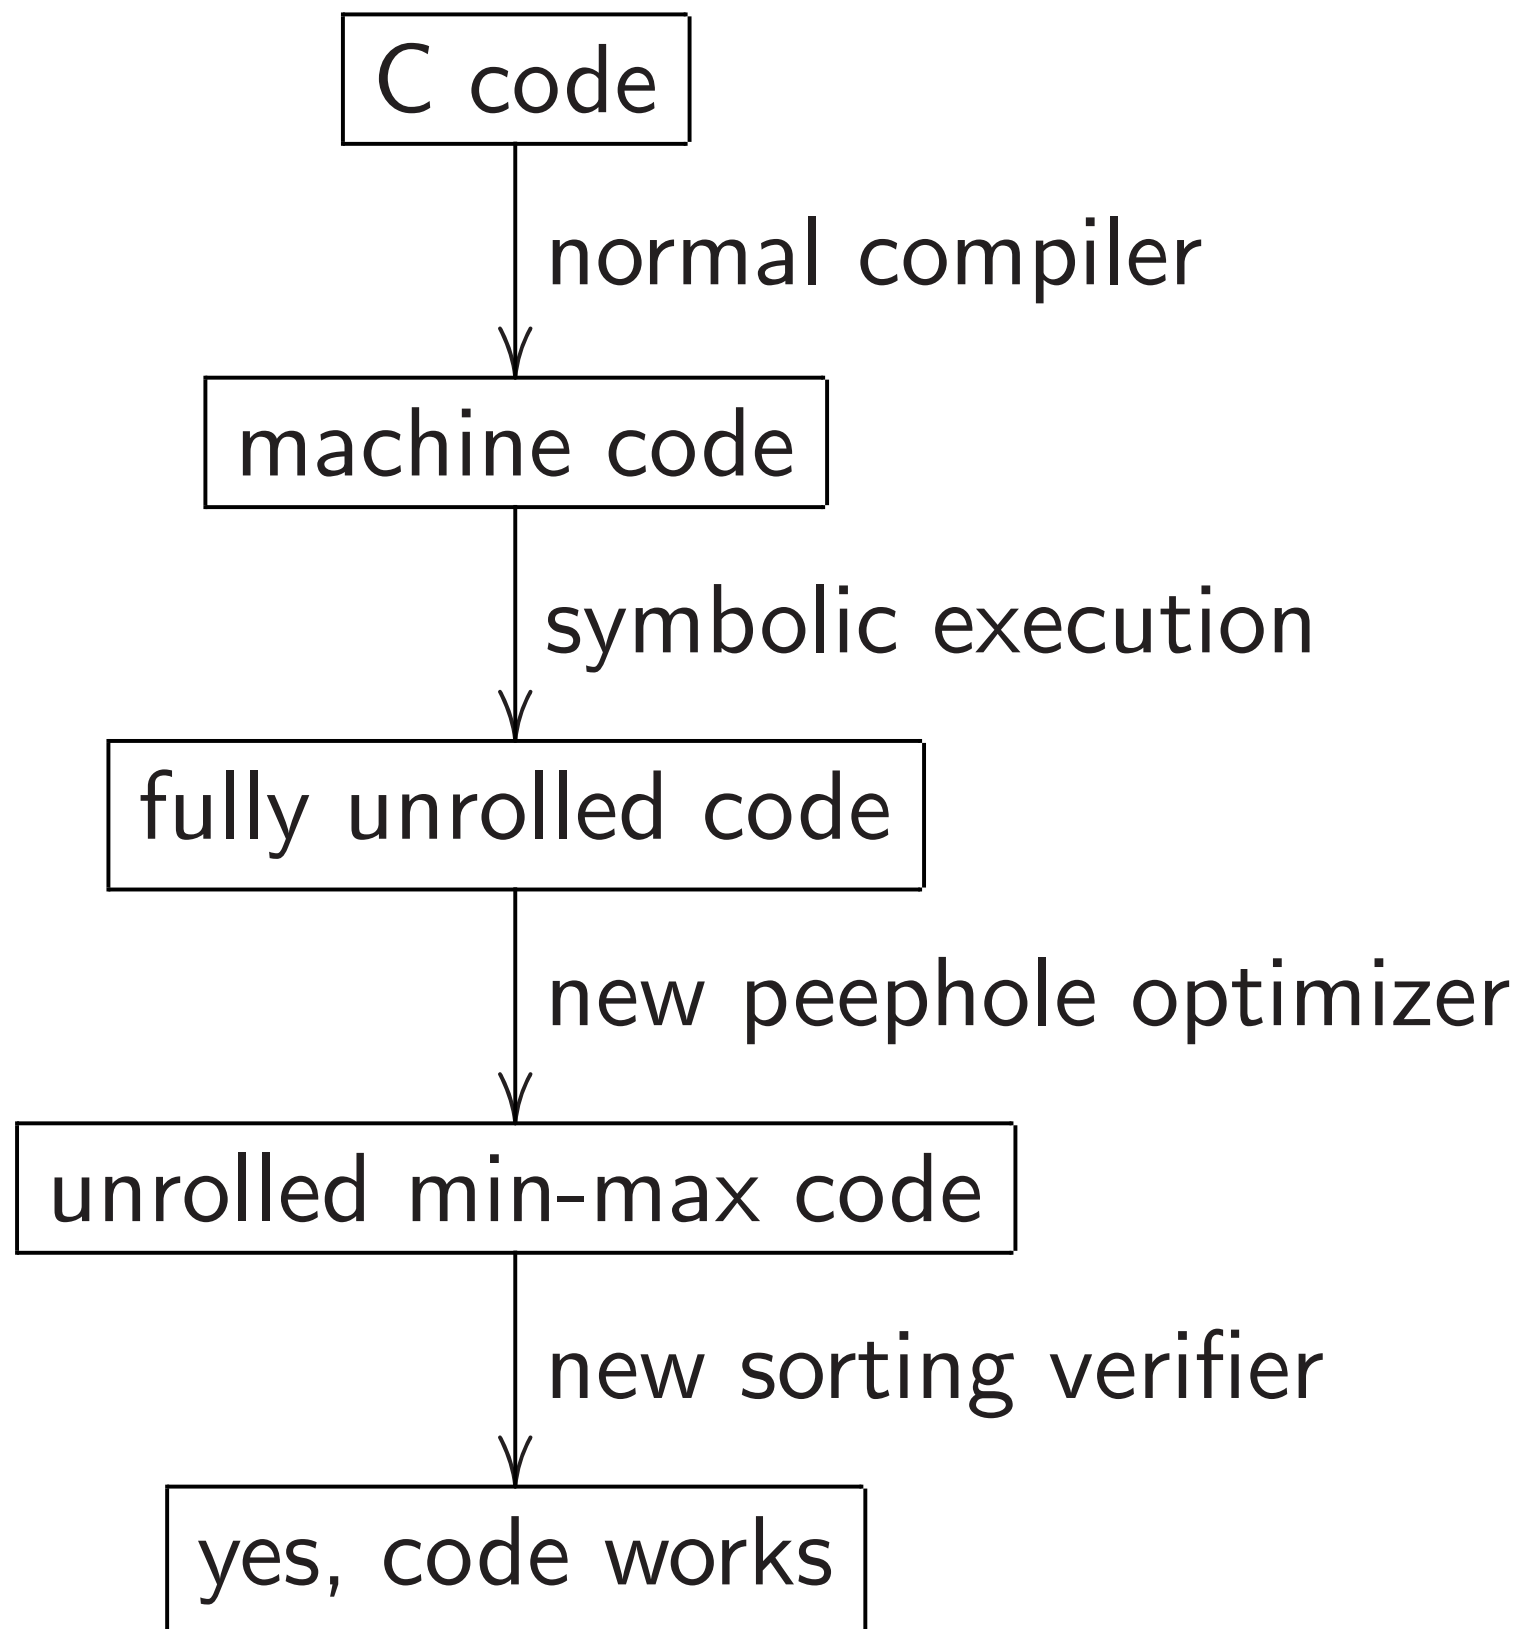 C code
normal compiler
machine code
symbolic execution
fully unrolled code
new peephole optimizer
unrolled min-max code
new sorting verifier
yes, code works